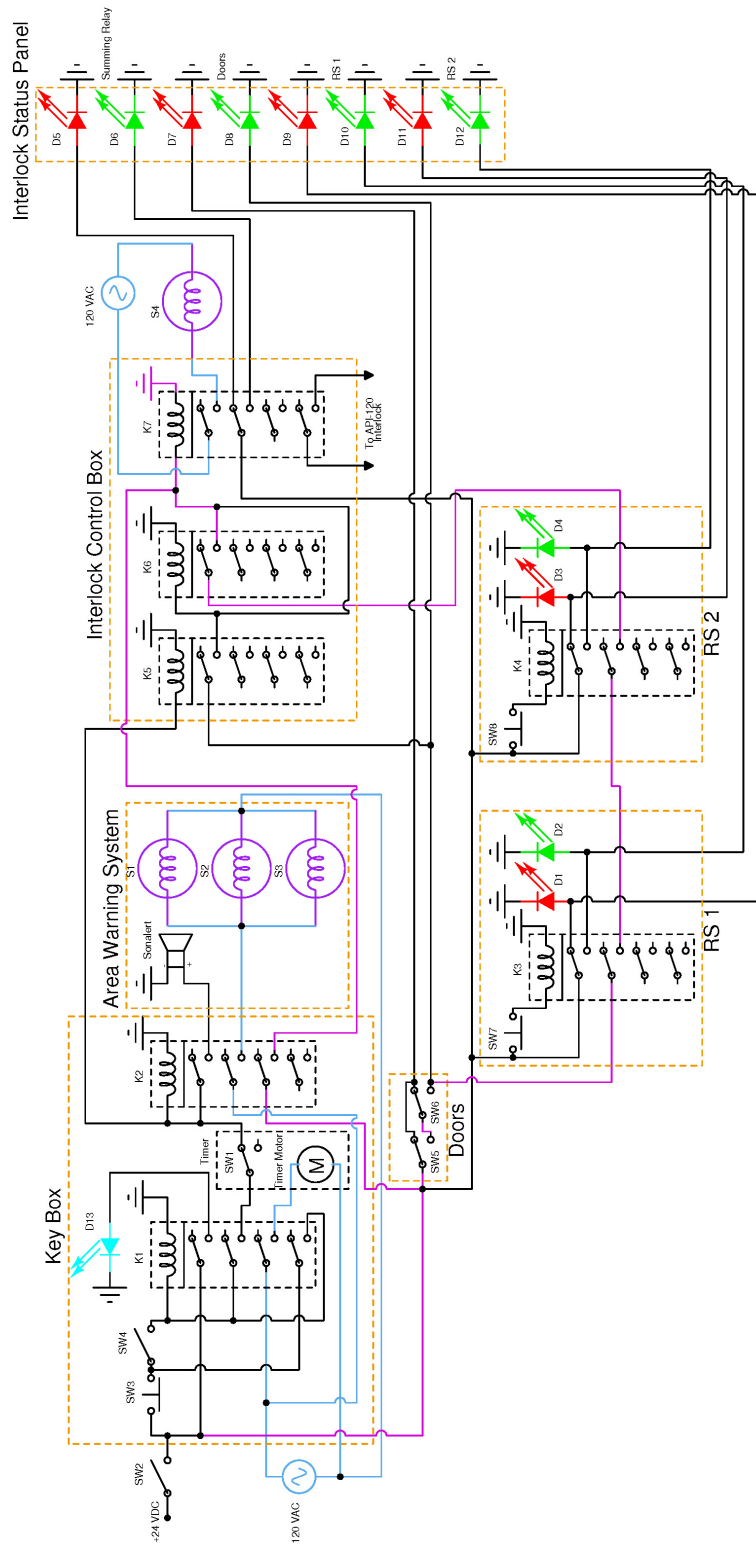 Interlock Status Panel
Summing Relay
Doors
RS 1
RS 2
D5
D6
D7
D8
D9
D10
D11
D12
120 VAC
S4
Interlock Control Box
K7
K6
K5
To API-120
Interlock
Area Warning System
S1
S2
S3
Sonalert
-
+
D4
D3
K4
SW8
RS 2
Key Box
K2
Timer
SW1
Timer Motor
M
D13
K1
SW4
SW3
SW2
+24 VDC
120 VAC
SW6
SW5
Doors
D2
D1
K3
SW7
RS 1